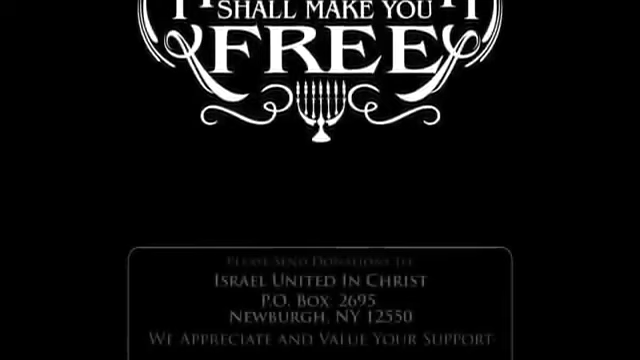 SHALL MAKE YOU
FREE
PLEASE SEND DONATIONS TO:
ISRAEL UNITED IN CHRIST
P.O. BOX: 2695
NEWBURGH, NY 12550
WE APPRECIATE AND VALUE YOUR SUPPORT